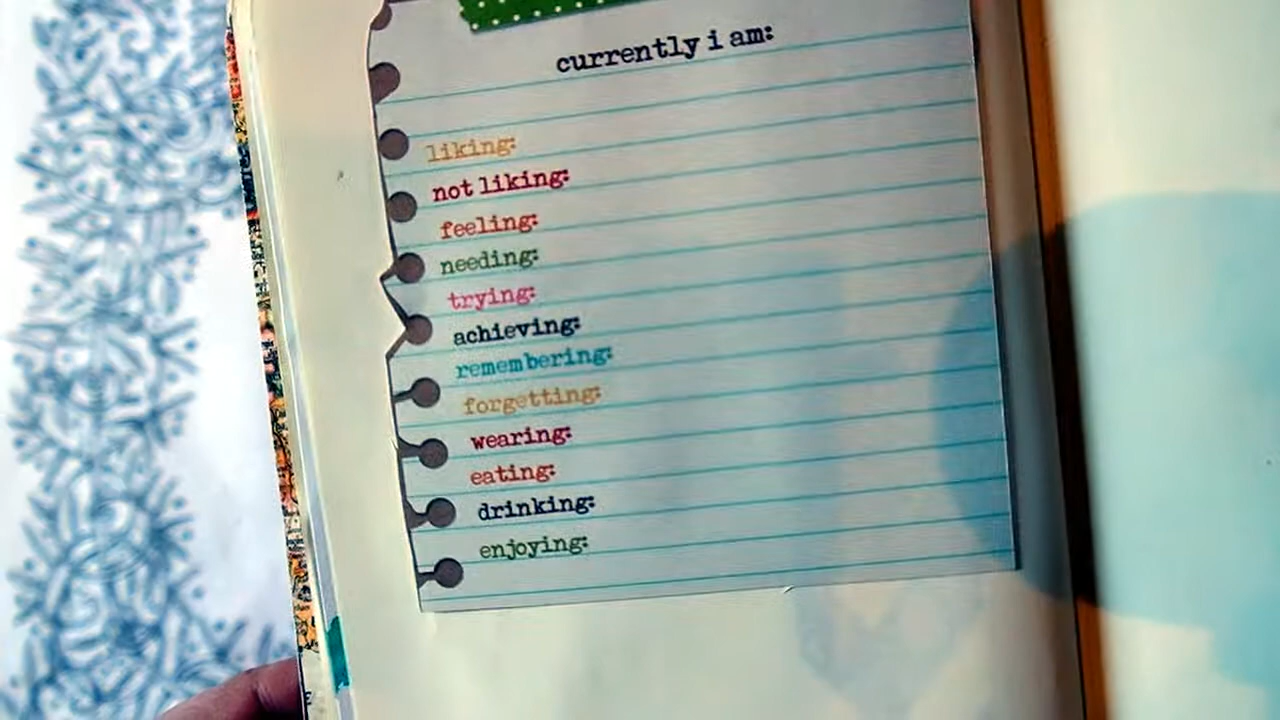 currently i am:
liking:
not liking:
feeling:
needing:
trying:
achieving:
remembering:
forgetting:
wearing:
eating:
drinking:
enjoying: